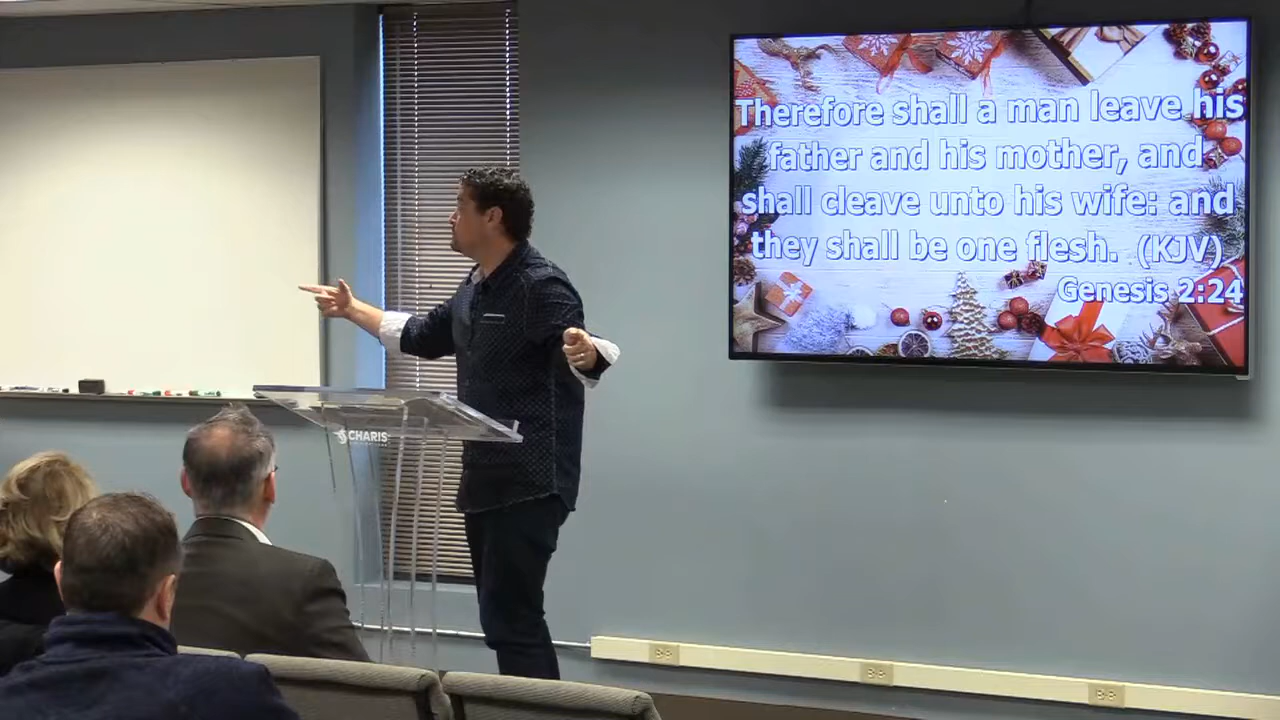 Therefore shall a man leave his
father and his mother, and
shall cleave unto his wife: and
they shall be one flesh. (KJV)
Genesis 2:24
CHARIS